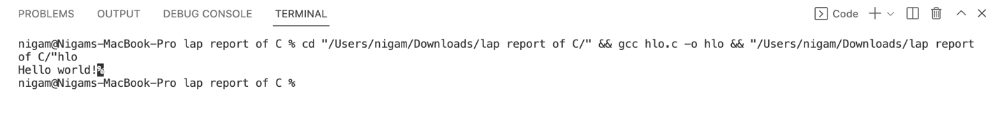 PROBLEMS OUTPUT DEBUG CONSOLE TERMINAL Code
nigam@Nigams-MacBook-Pro lap report of C % cd "/Users/nigam/Downloads/lap report of C/" && gcc hlo.c -o hlo && "/Users/nigam/Downloads/lap report
of C/"hlo
Hello world!%
nigam@Nigams-MacBook-Pro lap report of C %